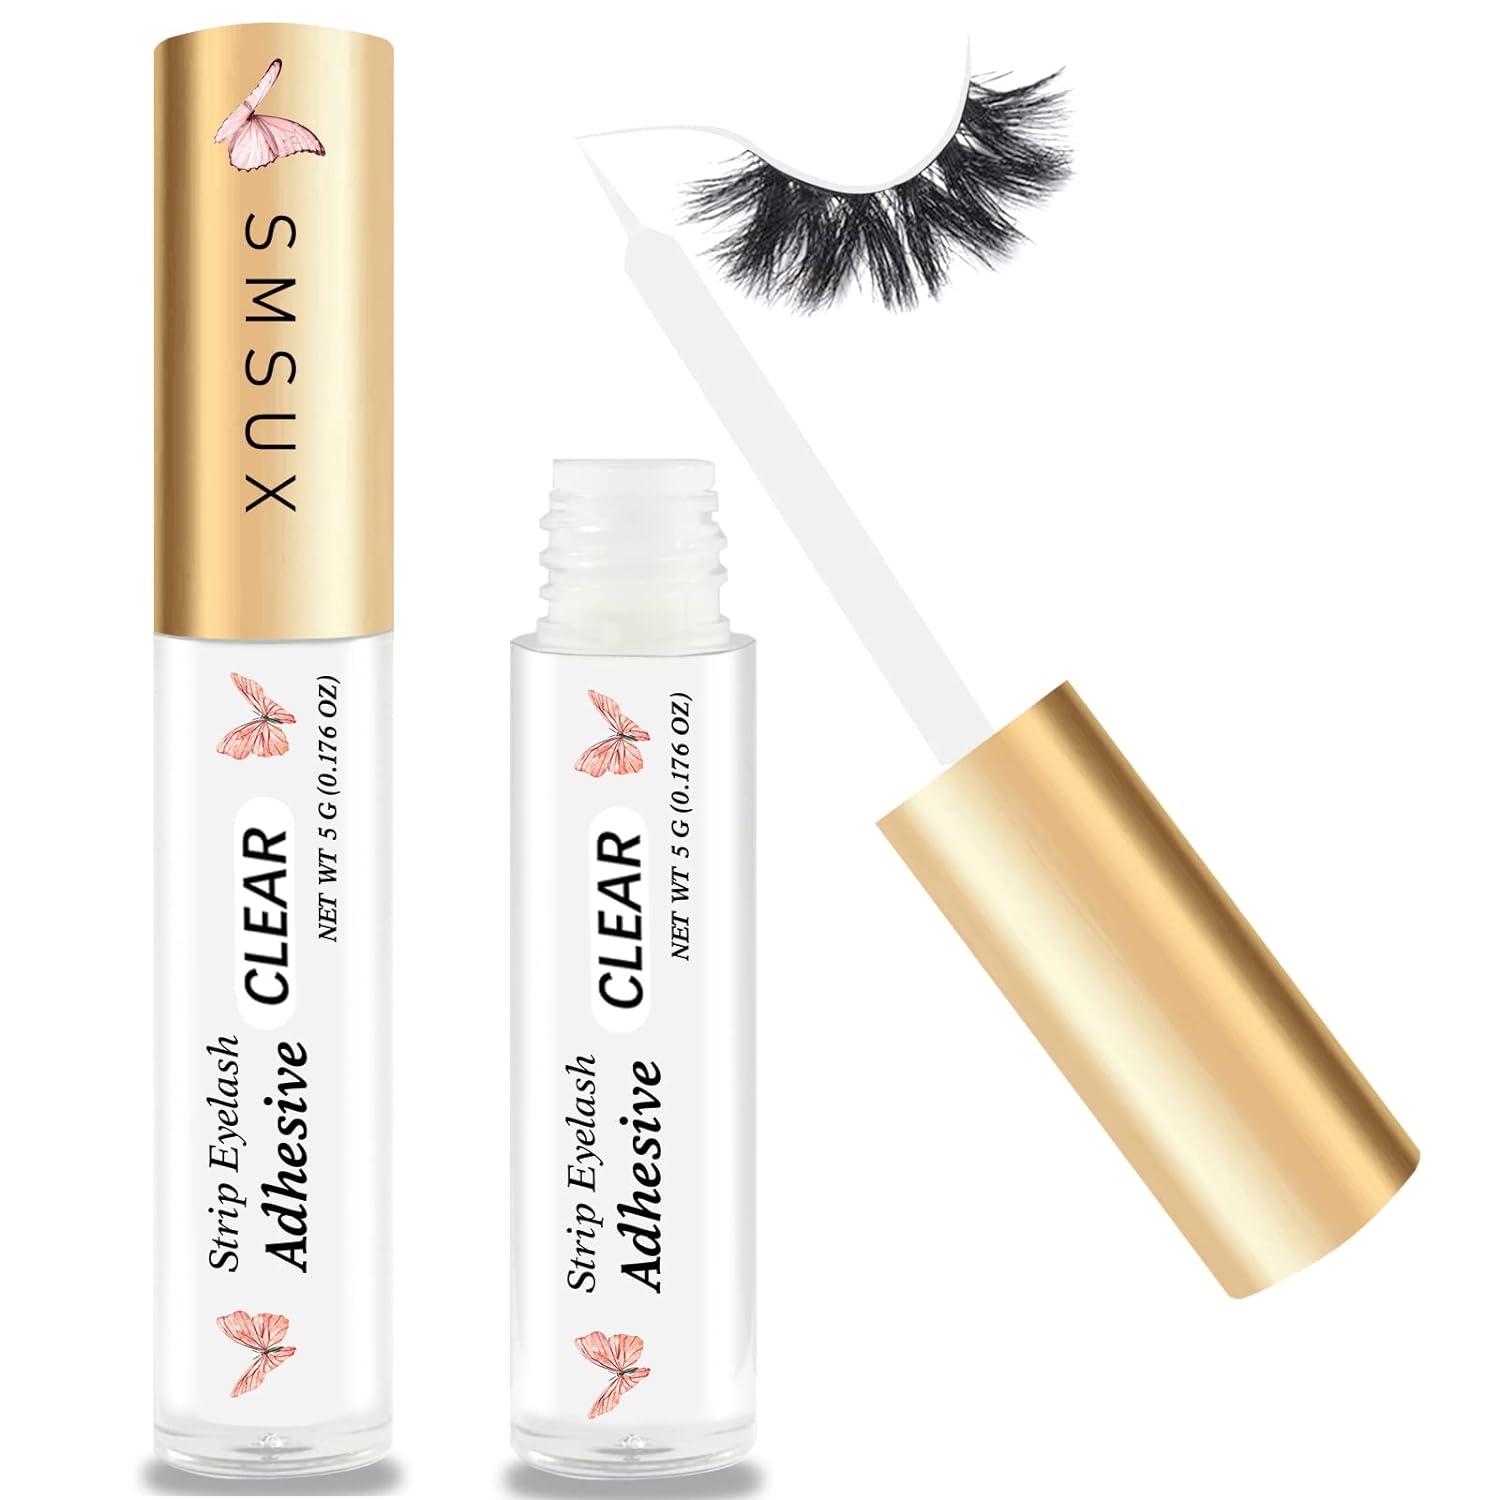 SMSUX
Strip Eyelash
Adhesive CLEAR
NET WT 5 G (0.176 OZ)
Strip Eyelash
Adhesive CLEAR
NET WT 5 G (0.176 OZ)